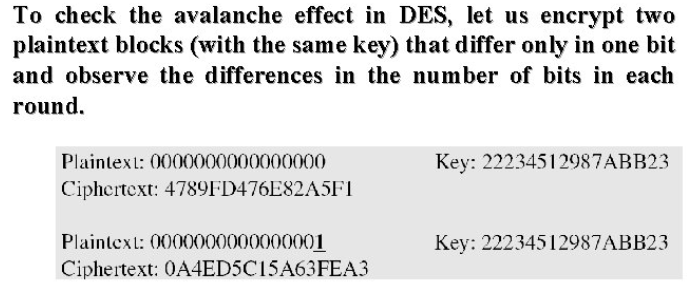 To check the avalanche effect in DES, let us encrypt two
plaintext blocks (with the same key) that differ only in one bit
and observe the differences in the number of bits in each
round.
Plaintext: 0000000000000000 Key: 22234512987ABB23
Ciphertext: 4789FD476E82A5F1
Plaintext: 0000000000000001 Key: 22234512987ABB23
Ciphertext: 0A4ED5C15A63FEA3